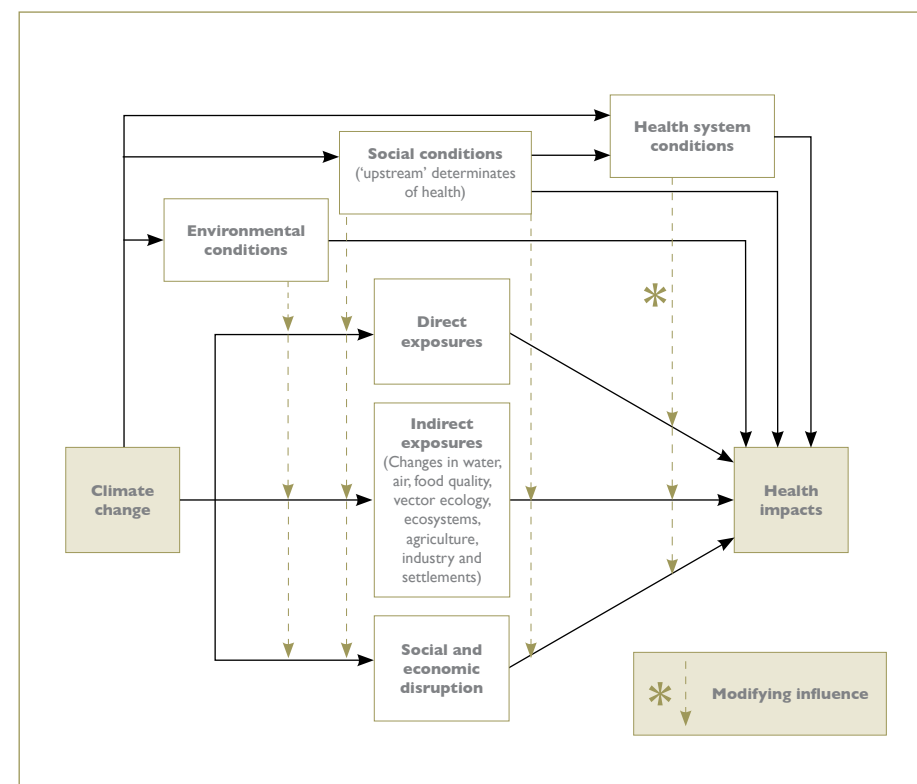 Health system
conditions
Social conditions
(‘upstream’ determinates
of health)
Environmental
conditions
Direct
exposures
Indirect
exposures
(Changes in water,
air, food quality,
vector ecology,
ecosystems,
agriculture,
industry and
settlements)
Climate
change
Health
impacts
Social and
economic
disruption
* Modifying influence
*